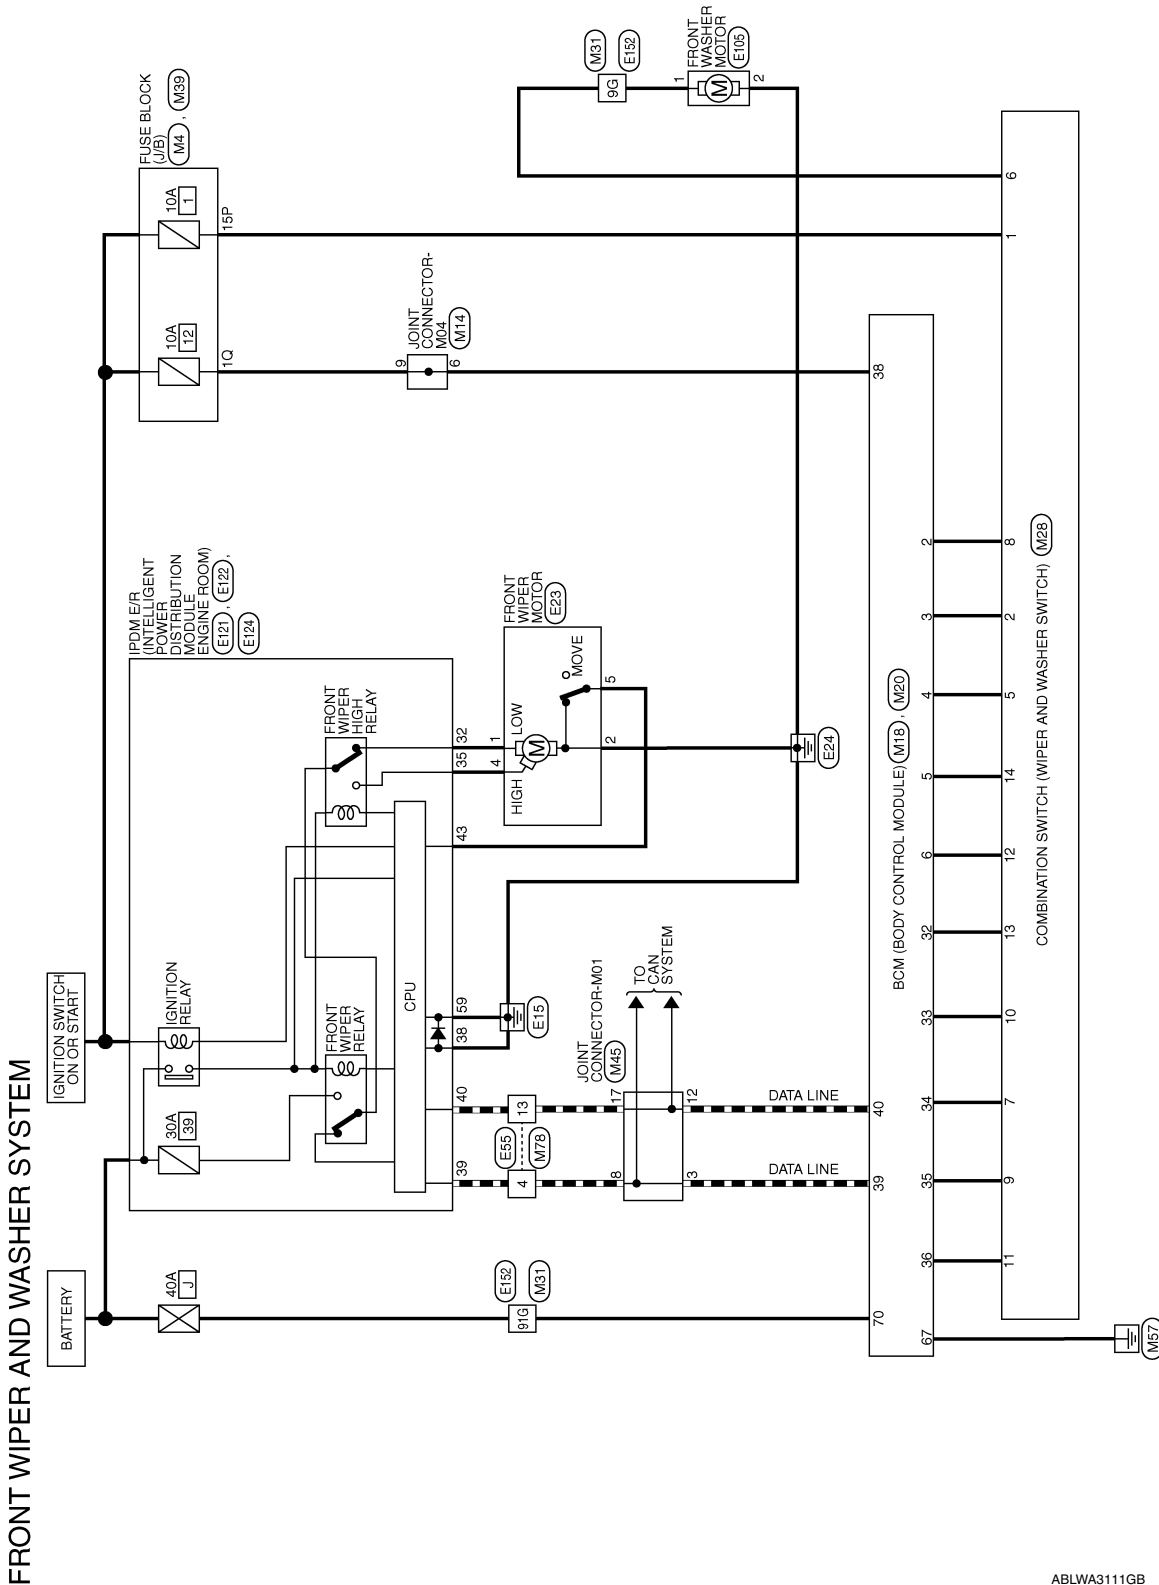 FRONT WIPER AND WASHER SYSTEM
BATTERY
IGNITION SWITCH
ON OR START
40A
J
30A
39
IGNITION
RELAY
FRONT
WIPER
RELAY
CPU
FRONT
WIPER
HIGH
RELAY
IPDM E/R
(INTELLIGENT
POWER
DISTRIBUTION
MODULE
ENGINE ROOM)
E121 , E122 ,
E124
10A
12
10A
1
FUSE BLOCK
(J/B)
M4 , M39
1Q
15P
39
40
38
59
43
35
32
91G
E152
M31
4
13
E55
M78
E15
FRONT
WIPER
MOTOR
E23
HIGH
LOW
M
MOVE
4
1
2
5
JOINT
CONNECTOR-
M04
M14
9
6
M31
E152
9G
FRONT
WASHER
MOTOR
E105
1
M
2
JOINT
CONNECTOR-M01
M45
8
17
3
12
TO
CAN
SYSTEM
DATA LINE
DATA LINE
E24
70
39
40
38
BCM (BODY CONTROL MODULE) M18 , M20
67
36
35
34
33
32
6
5
4
3
2
11
9
7
10
13
12
14
5
2
8
1
6
COMBINATION SWITCH (WIPER AND WASHER SWITCH) M28
M57
ABLWA3111GB